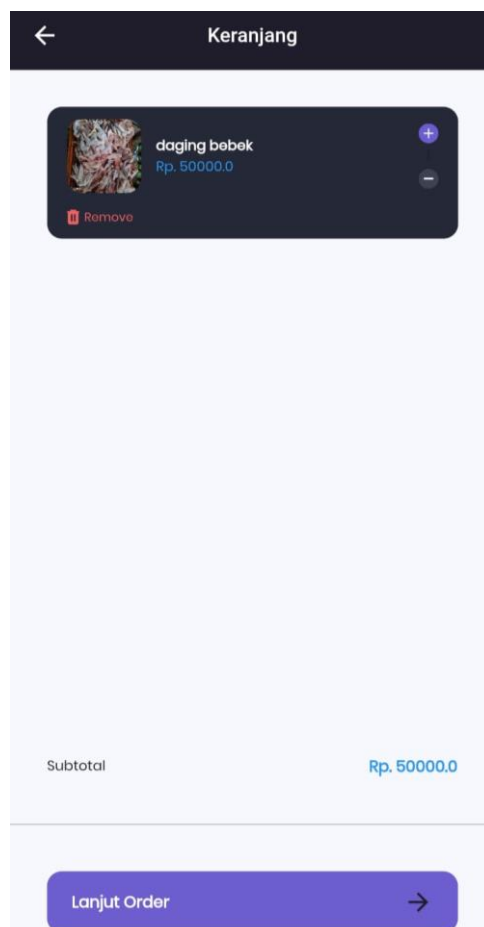 Keranjang
daging bebek
Rp. 50000.0
Remove
Subtotal
Rp. 50000.0
Lanjut Order